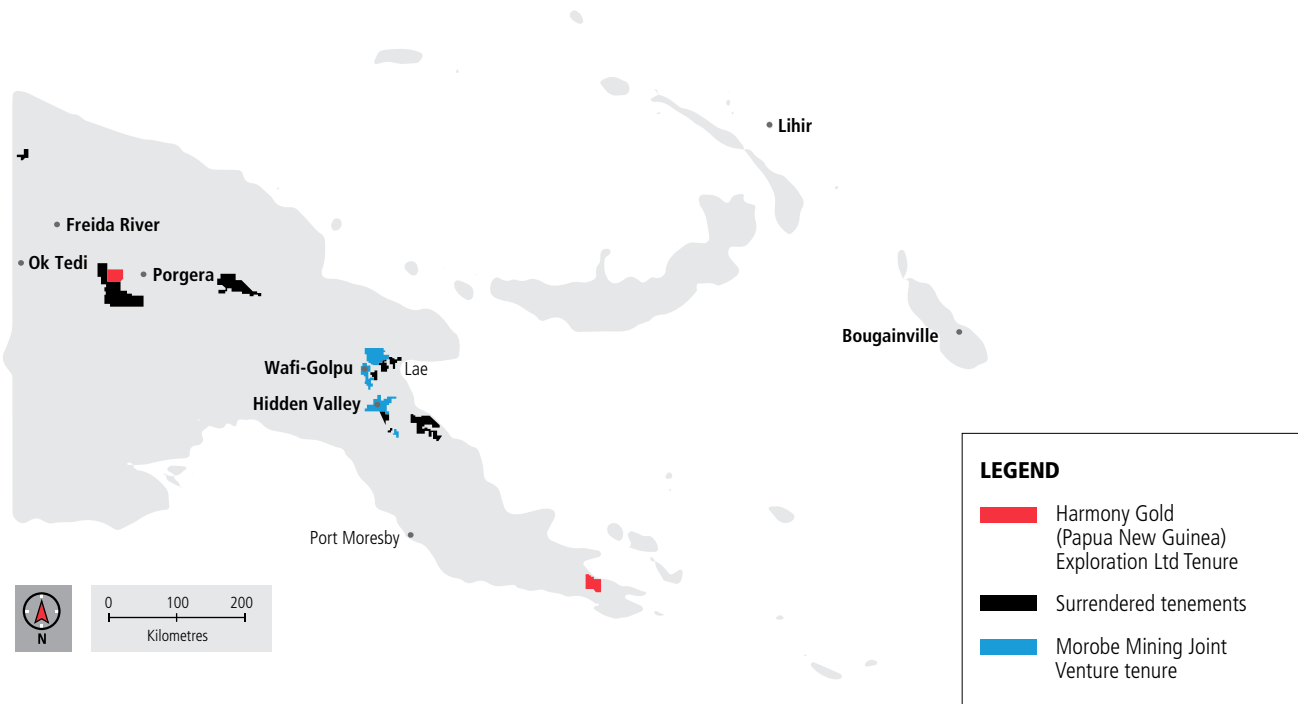 Lihir
Freida River
Ok Tedi
Porgera
Bougainville
Wafi-Golpu
Lae
Hidden Valley
Port Moresby
N
0 100 200
Kilometres
LEGEND
Harmony Gold
(Papua New Guinea)
Exploration Ltd Tenure
Surrendered tenements
Morobe Mining Joint
Venture tenure